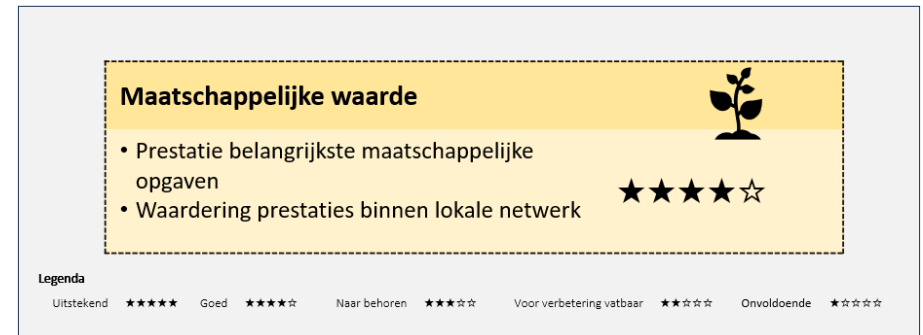 Maatschappelijke waarde
• Prestatie belangrijkste maatschappelijke
opgaven
★★★★☆
• Waardering prestaties binnen lokale netwerk
Legenda
Uitstekend ★★★★★ Goed ★★★★☆ Naar behoren ★★★☆☆ Voor verbetering vatbaar ★★☆☆☆ Onvoldoende ★☆☆☆☆